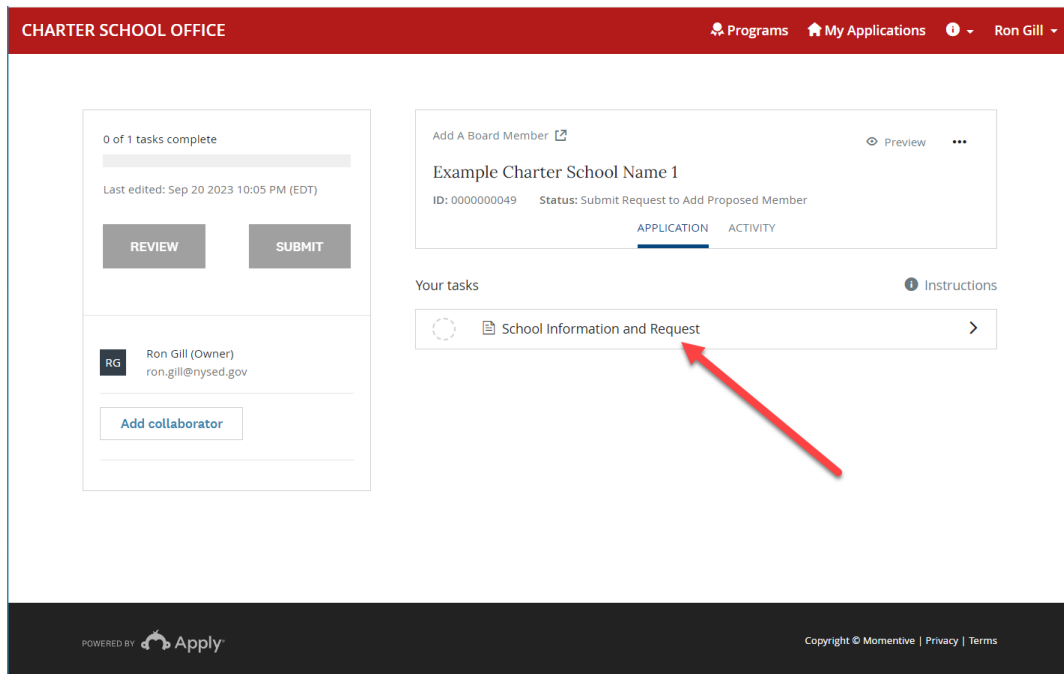 CHARTER SCHOOL OFFICE
Programs
My Applications
Ron Gill
0 of 1 tasks complete
Last edited: Sep 20 2023 10:05 PM (EDT)
REVIEW
SUBMIT
RG
Ron Gill (Owner)
ron.gill@nysed.gov
Add collaborator
Add A Board Member
Preview
Example Charter School Name 1
ID: 0000000049 Status: Submit Request to Add Proposed Member
APPLICATION ACTIVITY
Your tasks
Instructions
School Information and Request
POWERED BY Apply
Copyright © Momentive | Privacy | Terms